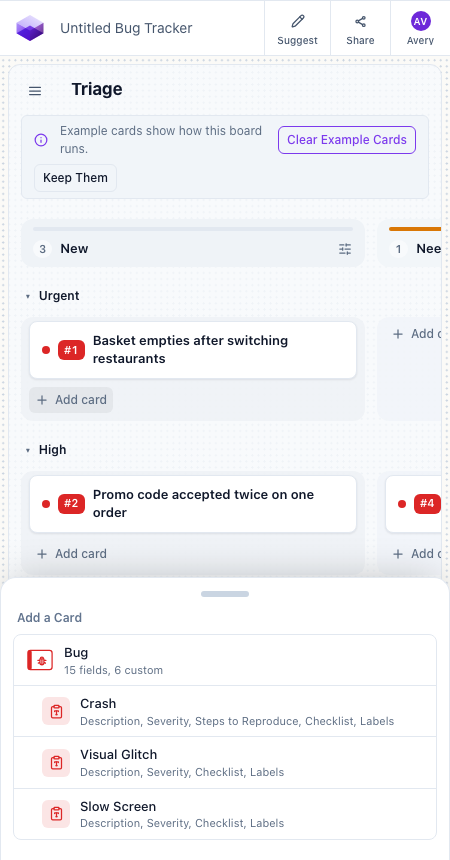 Untitled Bug Tracker
Suggest
Share
AV
Avery
Triage
Example cards show how this board
runs.
Clear Example Cards
Keep Them
3 New
1 Nee
Urgent
#1 Basket empties after switching
restaurants
+ Add card
+ Add c
High
#2 Promo code accepted twice on one
order
#4
+ Add card
+ Add c
Add a Card
Bug
15 fields, 6 custom
Crash
Description, Severity, Steps to Reproduce, Checklist, Labels
Visual Glitch
Description, Severity, Checklist, Labels
Slow Screen
Description, Severity, Checklist, Labels